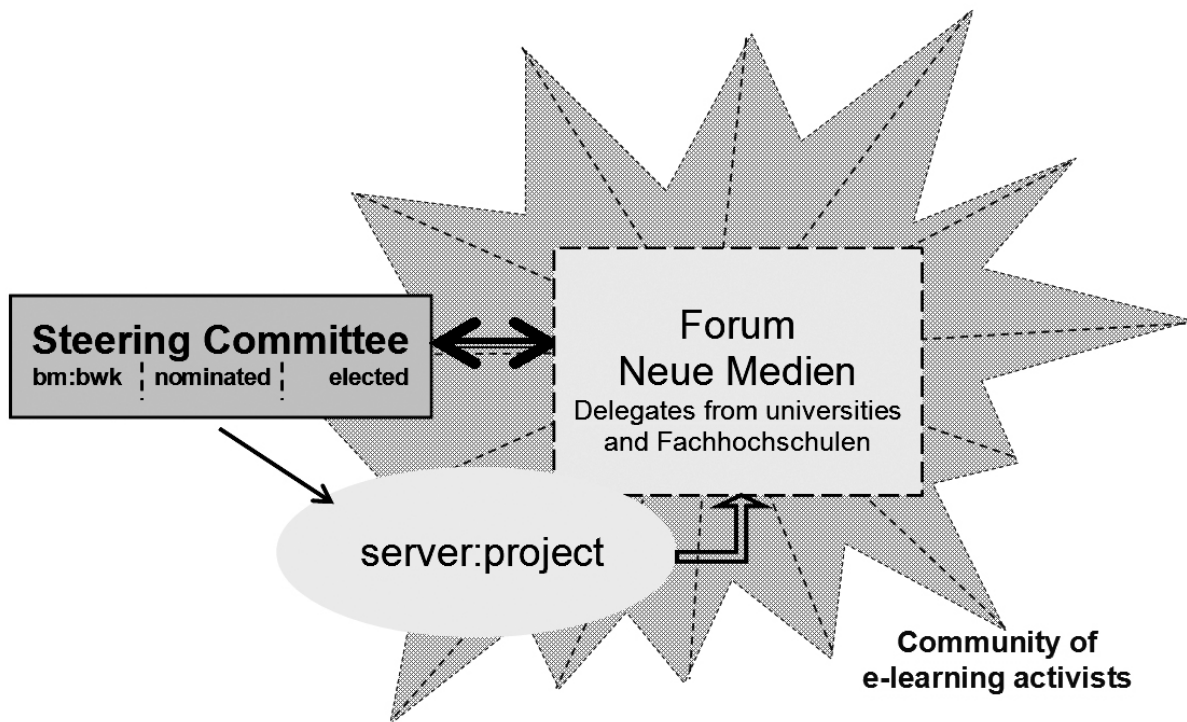 Steering Committee
bm:bwk nominated elected
Forum
Neue Medien
Delegates from universities
and Fachhochschulen
server:project
Community of
e-learning activists